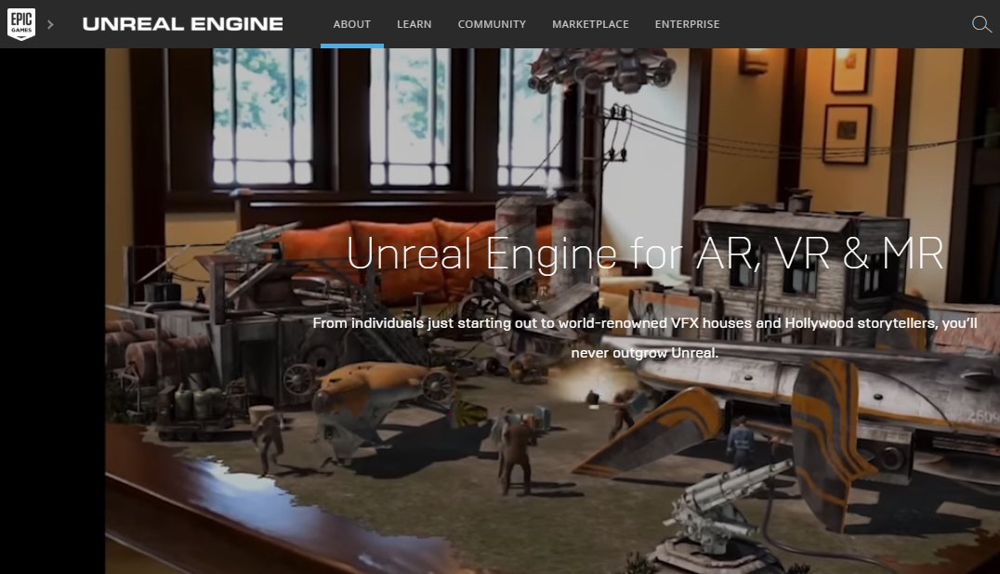 EPIC
GAMES
UNREAL ENGINE
ABOUT
LEARN
COMMUNITY
MARKETPLACE
ENTERPRISE
Unreal Engine for AR, VR & MR
From individuals just starting out to world-renowned VFX houses and Hollywood storytellers, you’ll
never outgrow Unreal.
2609